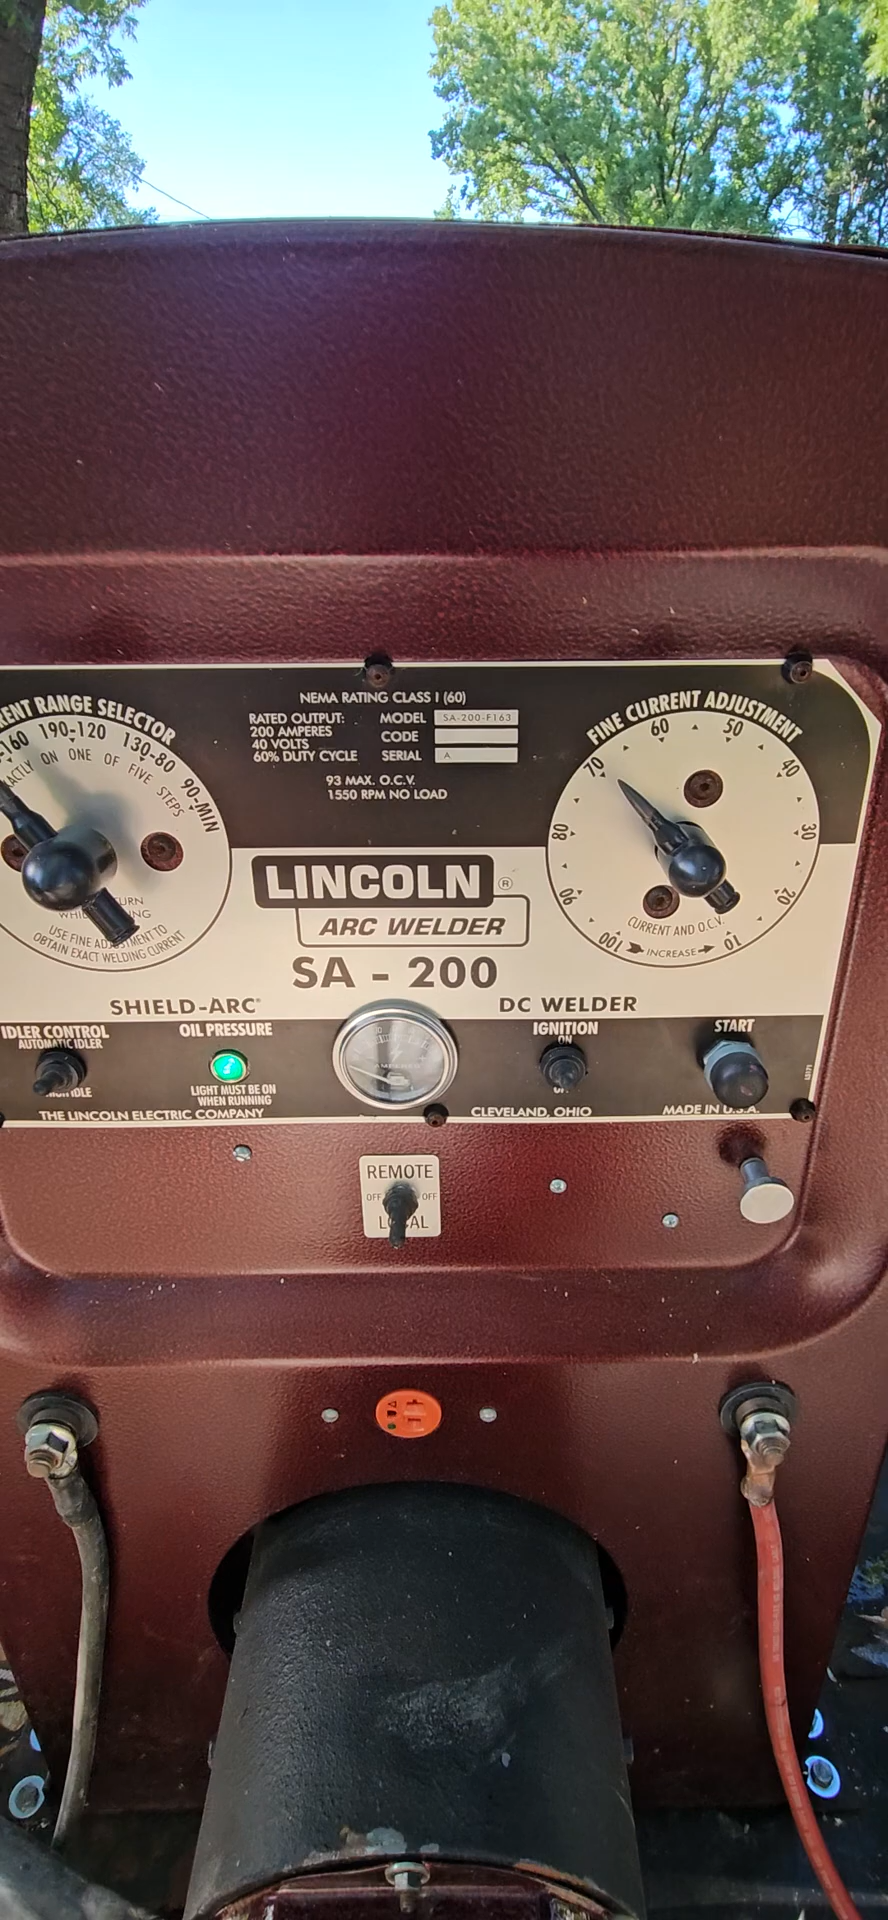 RENT RANGE SELECTOR
-160 190-120 130-80 90-MIN
ACTLY ON ONE OF FIVE STEPS
URN
WHI NING
USE FINE ADJUSTMENT TO
OBTAIN EXACT WELDING CURRENT
NEMA RATING CLASS I (60)
RATED OUTPUT:
200 AMPERES
40 VOLTS
60% DUTY CYCLE
MODEL SA-200-F163
CODE
SERIAL A
93 MAX. O.C.V.
1550 RPM NO LOAD
FINE CURRENT ADJUSTMENT
100 90 80 70 60 50 40 30 20 10
CURRENT AND O.C.V.
INCREASE
LINCOLN ®
ARC WELDER
SA - 200
SHIELD-ARC®
DC WELDER
IDLER CONTROL
AUTOMATIC IDLER
HIGH IDLE
OIL PRESSURE
LIGHT MUST BE ON
WHEN RUNNING
AMPERES
IGNITION
ON
START
THE LINCOLN ELECTRIC COMPANY
CLEVELAND, OHIO
MADE IN U.S.A.
REMOTE
OFF OFF
LOCAL